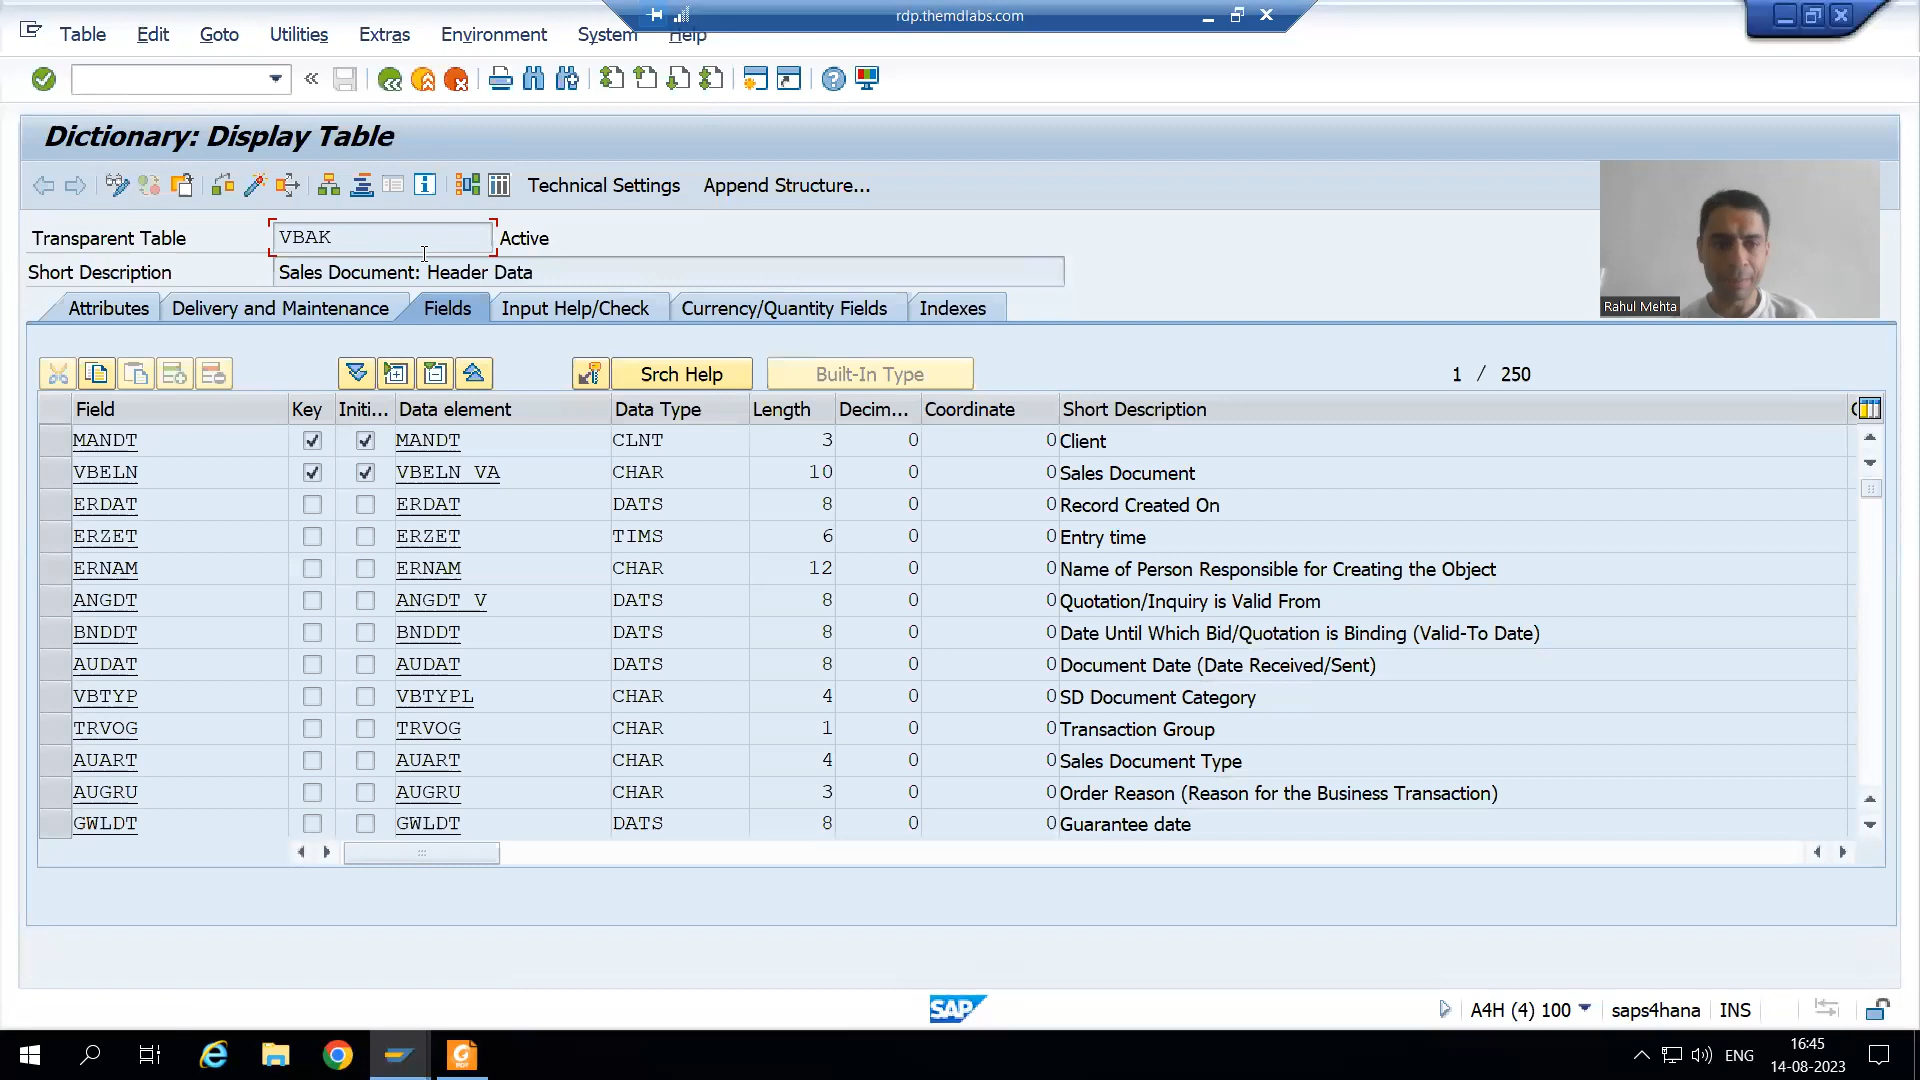 rdp.themdlabs.com
Table Edit Goto Utilities Extras Environment System Help
Dictionary: Display Table
Technical Settings Append Structure...
Transparent Table VBAK Active
Short Description Sales Document: Header Data
Rahul Mehta
Attributes Delivery and Maintenance Fields Input Help/Check Currency/Quantity Fields Indexes
Srch Help Built-In Type 1 / 250
Field Key Initi... Data element Data Type Length Decim... Coordinate Short Description
MANDT MANDT CLNT 3 0 0 Client
VBELN VBELN_VA CHAR 10 0 0 Sales Document
ERDAT ERDAT DATS 8 0 0 Record Created On
ERZET ERZET TIMS 6 0 0 Entry time
ERNAM ERNAM CHAR 12 0 0 Name of Person Responsible for Creating the Object
ANGDT ANGDT_V DATS 8 0 0 Quotation/Inquiry is Valid From
BNDDT BNDDT DATS 8 0 0 Date Until Which Bid/Quotation is Binding (Valid-To Date)
AUDAT AUDAT DATS 8 0 0 Document Date (Date Received/Sent)
VBTYP VBTYPL CHAR 4 0 0 SD Document Category
TRVOG TRVOG CHAR 1 0 0 Transaction Group
AUART AUART CHAR 4 0 0 Sales Document Type
AUGRU AUGRU CHAR 3 0 0 Order Reason (Reason for the Business Transaction)
GWLDT GWLDT DATS 8 0 0 Guarantee date
SAP
A4H (4) 100 saps4hana INS
ENG
16:45
14-08-2023